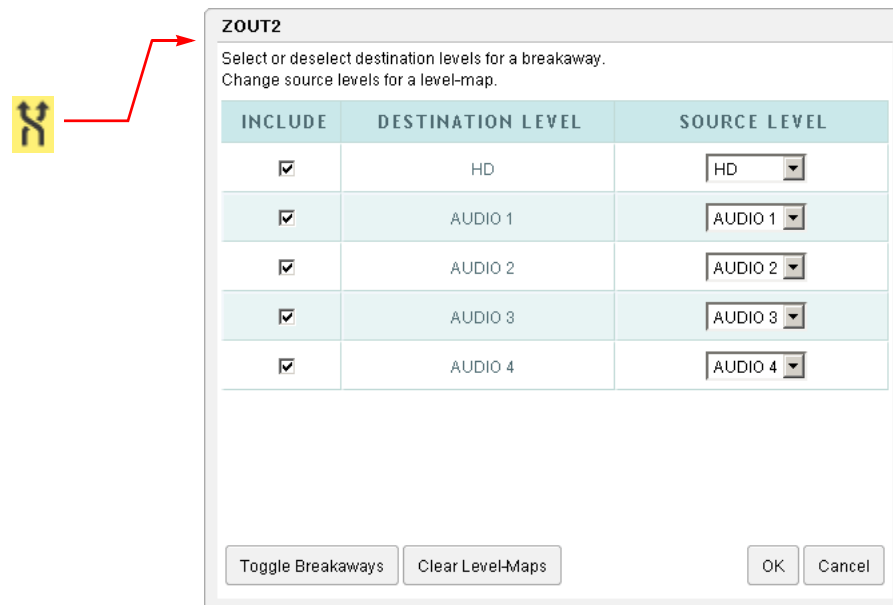 ZOUT2
Select or deselect destination levels for a breakaway.
Change source levels for a level-map.
INCLUDE DESTINATION LEVEL SOURCE LEVEL
HD HD
AUDIO 1 AUDIO 1
AUDIO 2 AUDIO 2
AUDIO 3 AUDIO 3
AUDIO 4 AUDIO 4
Toggle Breakaways Clear Level-Maps OK Cancel